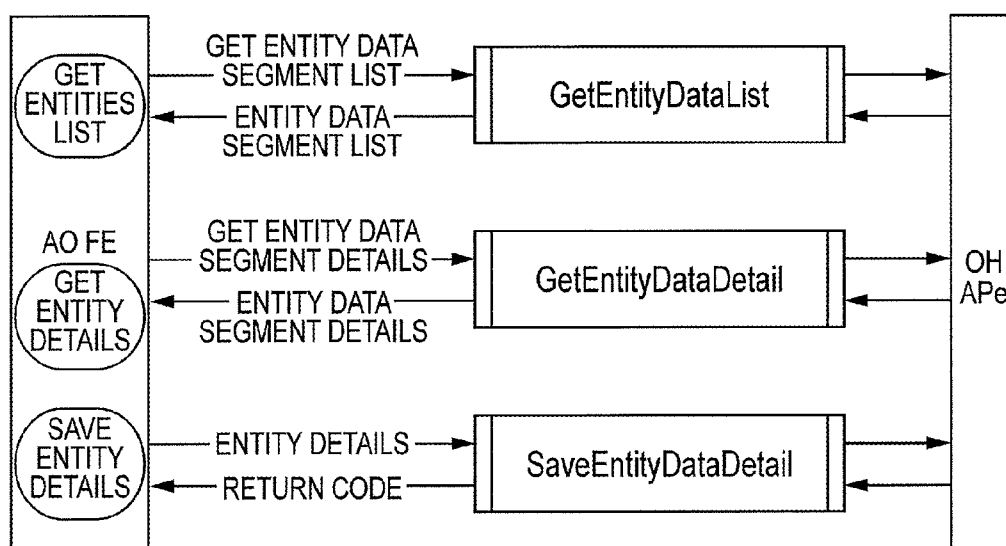 GET
ENTITIES
LIST
GET ENTITY DATA
SEGMENT LIST
ENTITY DATA
SEGMENT LIST
GetEntityDataList
AO FE
GET
ENTITY
DETAILS
GET ENTITY DATA
SEGMENT DETAILS
ENTITY DATA
SEGMENT DETAILS
GetEntityDataDetail
OH
APe
SAVE
ENTITY
DETAILS
ENTITY DETAILS
RETURN CODE
SaveEntityDataDetail